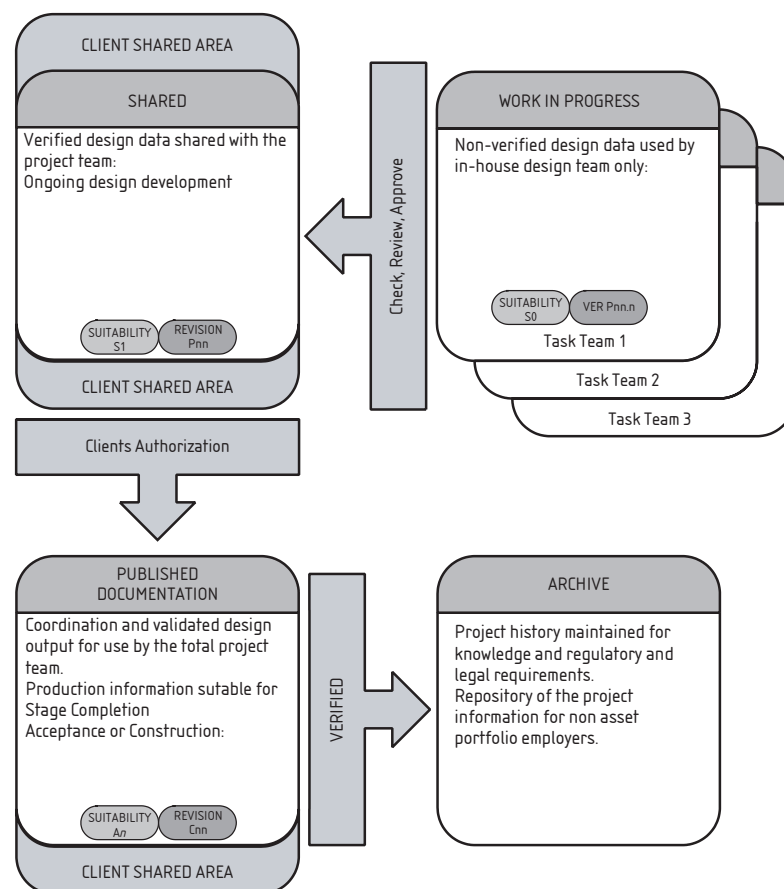 CLIENT SHARED AREA
SHARED
Verified design data shared with the
project team:
Ongoing design development
SUITABILITY
S1
REVISION
Pnn
CLIENT SHARED AREA
Check, Review, Approve
WORK IN PROGRESS
Non-verified design data used by
in-house design team only:
SUITABILITY
S0
VER Pnn.n
Task Team 1
Task Team 2
Task Team 3
Clients Authorization
PUBLISHED
DOCUMENTATION
Coordination and validated design
output for use by the total project
team.
Production information sutable for
Stage Completion
Acceptance or Construction:
SUITABILITY
An
REVISION
Cnn
CLIENT SHARED AREA
VERIFIED
ARCHIVE
Project history maintained for
knowledge and regulatory and
legal requirements.
Repository of the project
information for non asset
portfolio employers.